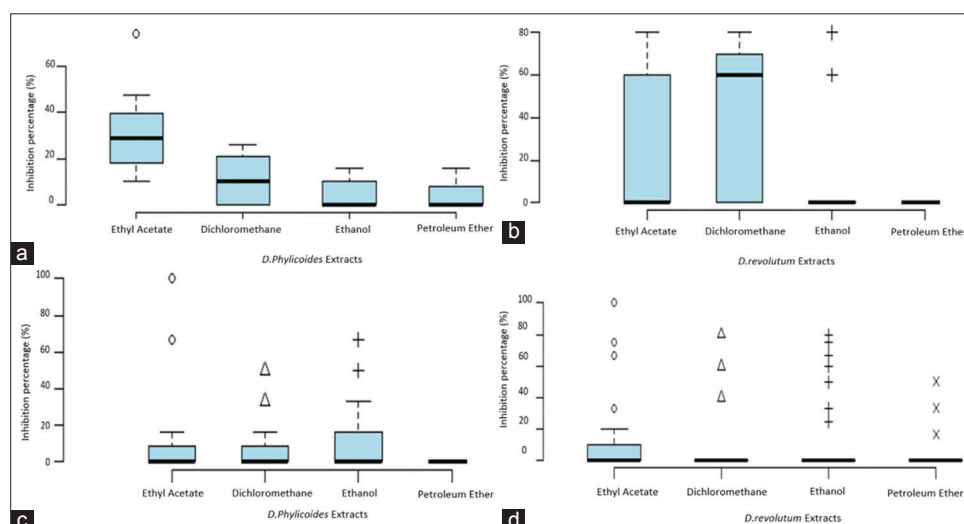 60
40
20
0
Inhibition percentage (%)
Ethyl Acetate Dichloromethane Ethanol Petroleum Ether
a
D.Phylicoides Extracts
80
60
40
20
0
Inhibition percentage (%)
Ethyl Acetate Dichloromethane Ethanol Petroleum Ether
b
D.revolutum Extracts
100
80
60
40
20
0
Inhibition percentage (%)
Ethyl Acetate Dichloromethane Ethanol Petroleum Ether
c
D.Phylicoides Extracts
100
80
60
40
20
0
Inhibition percentage (%)
Ethyl Acetate Dichloromethane Ethanol Petroleum Ether
d
D.revolutum Extracts